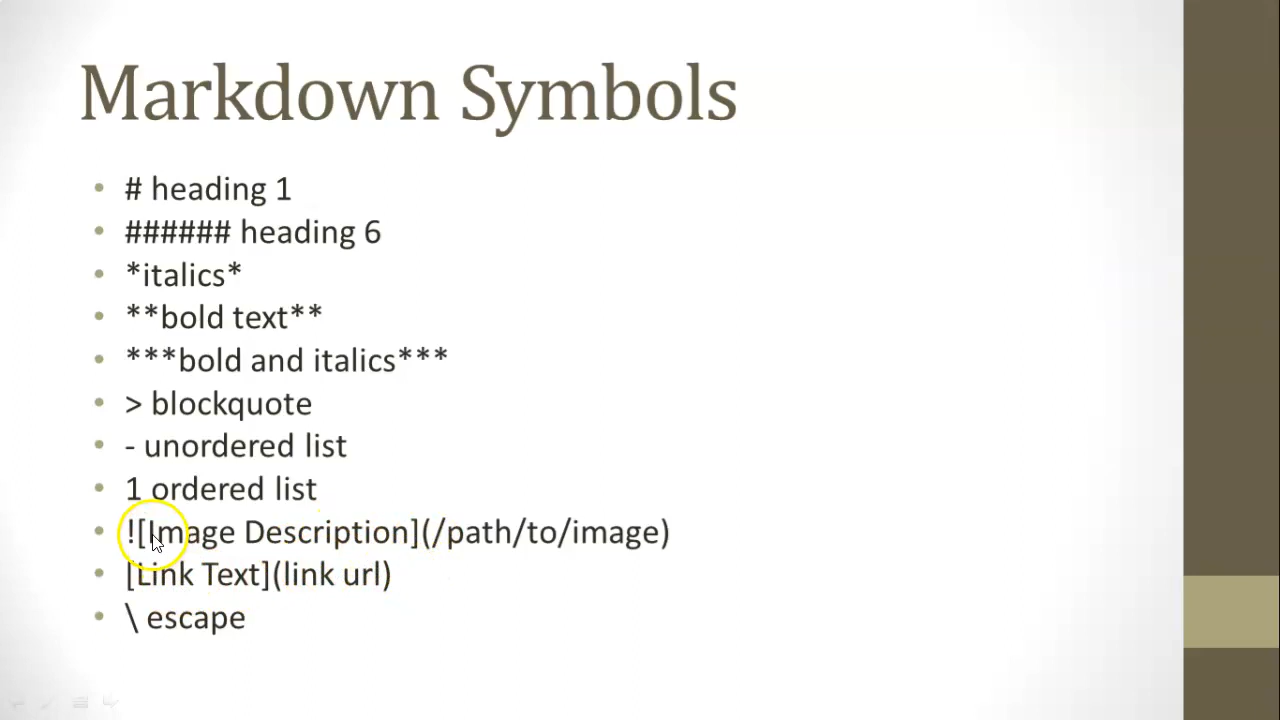 Markdown Symbols
• # heading 1
• ###### heading 6
• *italics*
• **bold text**
• ***bold and italics***
• > blockquote
• - unordered list
• 1 ordered list
• ![Image Description](/path/to/image)
• [Link Text](link url)
• \ escape